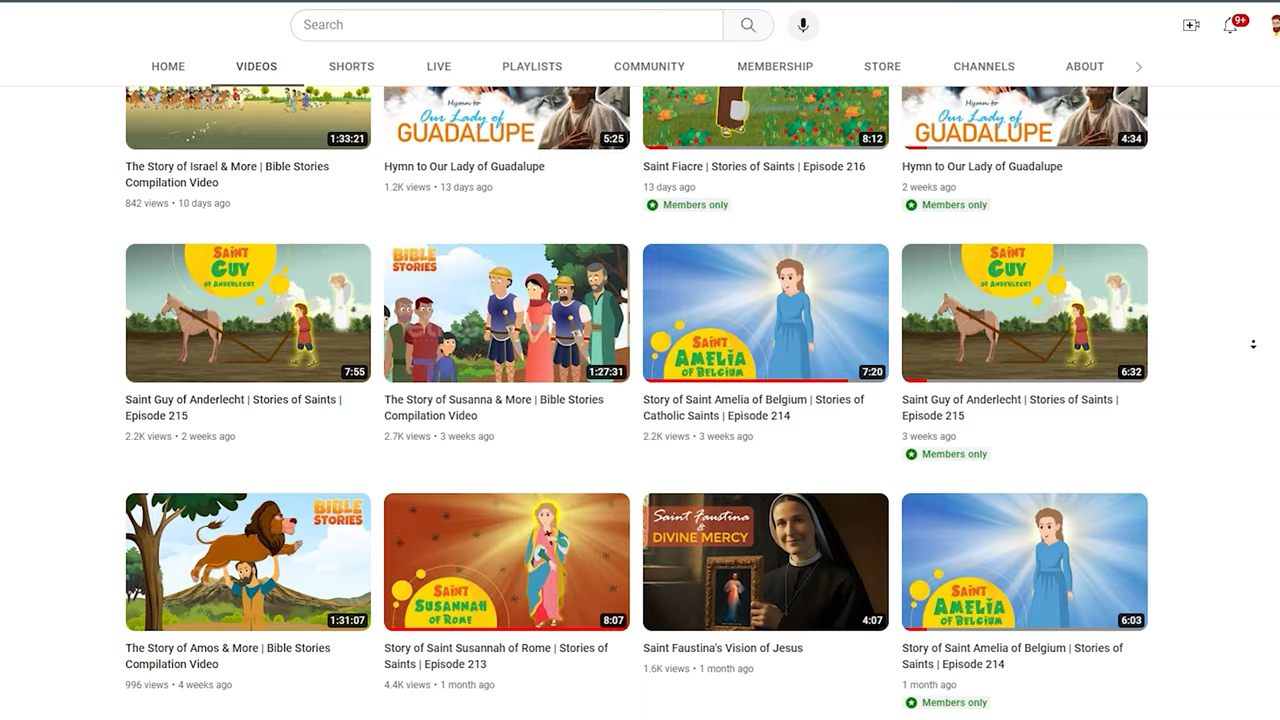 Search
9+
HOME
VIDEOS
SHORTS
LIVE
PLAYLISTS
COMMUNITY
MEMBERSHIP
STORE
CHANNELS
ABOUT
1:33:21
The Story of Israel & More | Bible Stories
Compilation Video
842 views • 10 days ago
Hymn to
Our Lady of
GUADALUPE
5:25
Hymn to Our Lady of Guadalupe
1.2K views • 13 days ago
8:12
Saint Fiacre | Stories of Saints | Episode 216
13 days ago
Members only
Hymn to
Our Lady of
GUADALUPE
4:34
Hymn to Our Lady of Guadalupe
2 weeks ago
Members only
SAINT
GUY
OF ANDERLECHT
7:55
Saint Guy of Anderlecht | Stories of Saints |
Episode 215
2.2K views • 2 weeks ago
BIBLE
STORIES
1:27:31
The Story of Susanna & More | Bible Stories
Compilation Video
2.7K views • 3 weeks ago
SAINT
AMELIA
OF BELGIUM
7:20
Story of Saint Amelia of Belgium | Stories of
Catholic Saints | Episode 214
2.2K views • 3 weeks ago
SAINT
GUY
OF ANDERLECHT
6:32
Saint Guy of Anderlecht | Stories of Saints |
Episode 215
3 weeks ago
Members only
BIBLE
STORIES
1:31:07
The Story of Amos & More | Bible Stories
Compilation Video
996 views • 4 weeks ago
SAINT
SUSANNAH
OF ROME
8:07
Story of Saint Susannah of Rome | Stories of
Saints | Episode 213
4.4K views • 1 month ago
Saint Faustina
&
DIVINE MERCY
4:07
Saint Faustina's Vision of Jesus
1.6K views • 1 month ago
SAINT
AMELIA
OF BELGIUM
6:03
Story of Saint Amelia of Belgium | Stories of
Saints | Episode 214
1 month ago
Members only